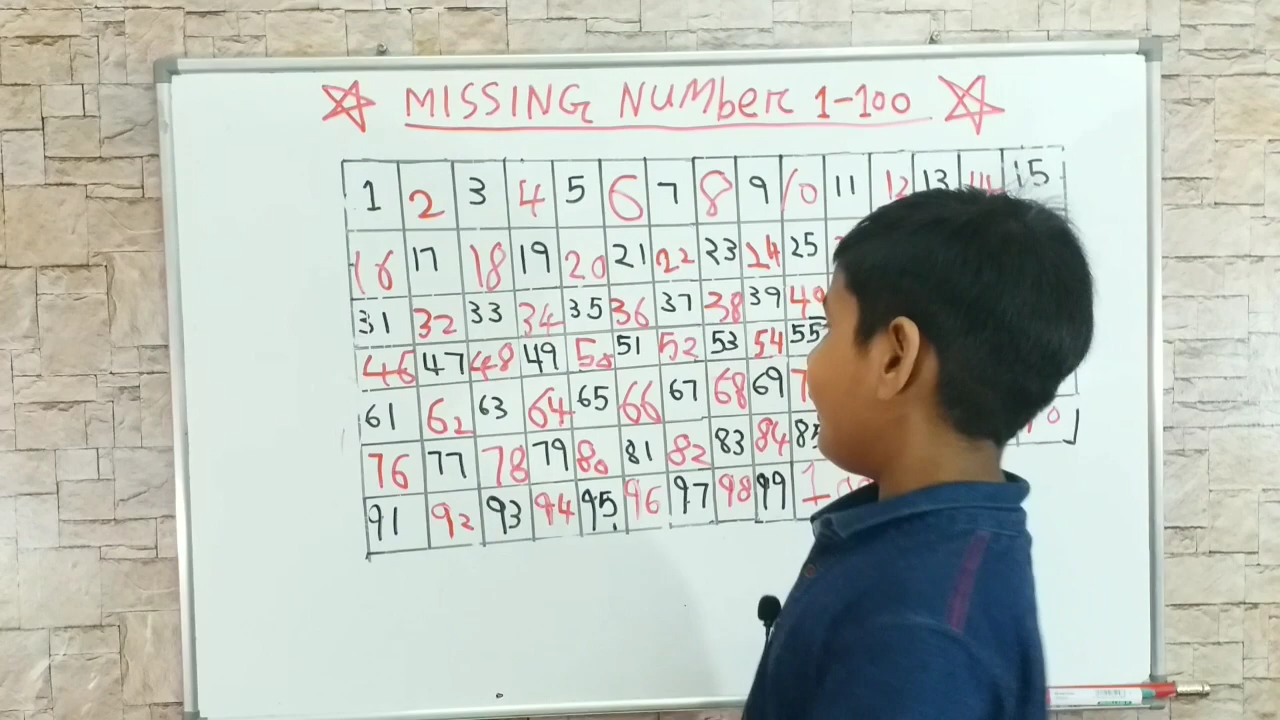 MISSING NUMbER 1-100
1 2 3 4 5 6 7 8 9 10 11 12 13 14 15
16 17 18 19 20 21 22 23 24 25
31 32 33 34 35 36 37 38 39 40
46 47 48 49 50 51 52 53 54 55
61 62 63 64 65 66 67 68 69
76 77 78 79 80 81 82 83 84 85
91 92 93 94 95 96 97 98 99 100